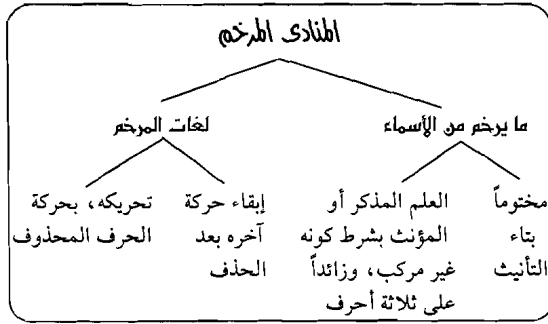 المنادى المرخم
ما يرخم من الأسماء
لغات المرخم
مختوماً
بتاء
التأنيث
العلم المذكر أو
المؤنث بشرط كونه
غير مركب، وزائداً
على ثلاثة أحرف
إبقاء حركة
آخره بعد
الحذف
تحريكه، بحركة
الحرف المحذوف